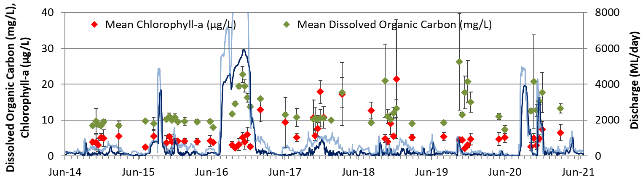 Dissolved Organic Carbon (mg/L),
Chlorophyll-a (µg/L)
40
30
20
10
0
Mean Chlorophyll-a (µg/L)
Mean Dissolved Organic Carbon (mg/L)
8000
6000
4000
2000
0
Discharge (ML/day)
Jun-14
Jun-15
Jun-16
Jun-17
Jun-18
Jun-19
Jun-20
Jun-21